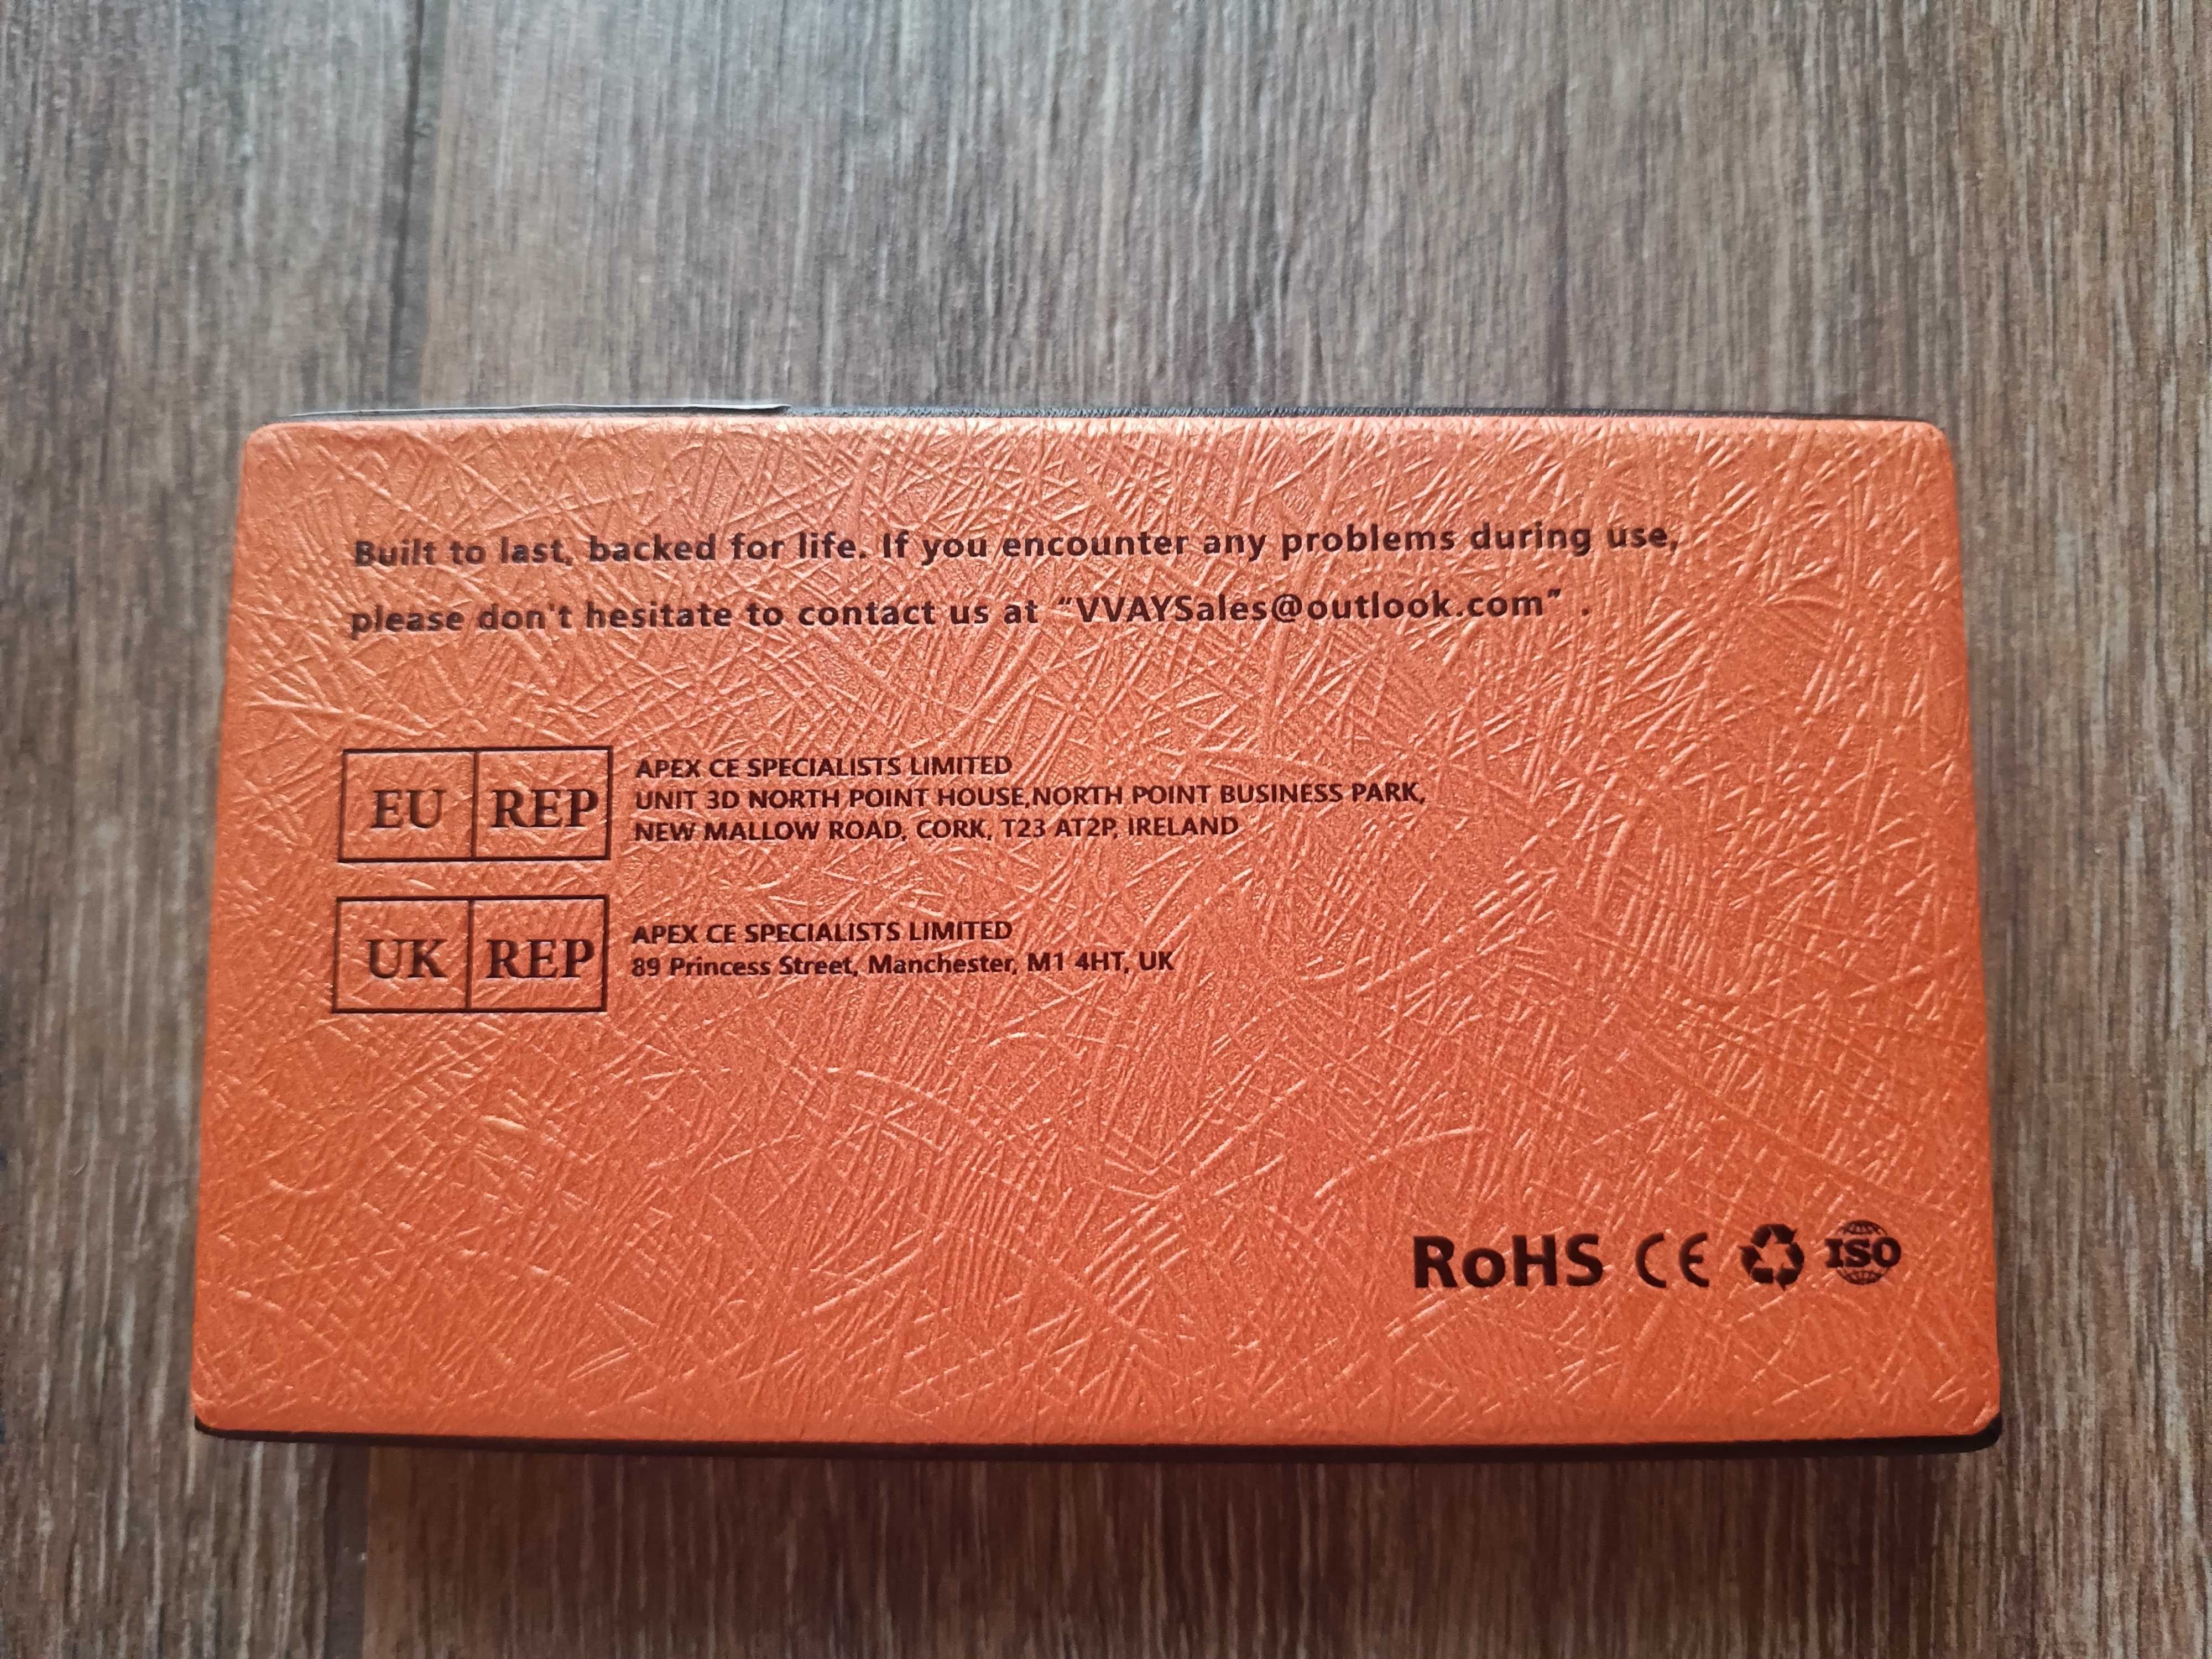 Built to last, backed for life. If you encounter any problems during use,
please don't hesitate to contact us at “VVAYSales@outlook.com” .
EU REP
APEX CE SPECIALISTS LIMITED
UNIT 3D NORTH POINT HOUSE,NORTH POINT BUSINESS PARK,
NEW MALLOW ROAD, CORK, T23 AT2P, IRELAND
UK REP
APEX CE SPECIALISTS LIMITED
89 Princess Street, Manchester, M1 4HT, UK
RoHS CE ISO